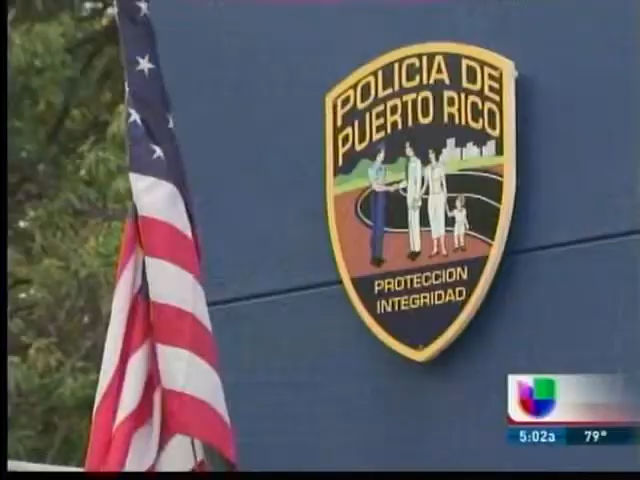 POLICIA DE
PUERTO RICO
PROTECCION
INTEGRIDAD
5:02a 79°